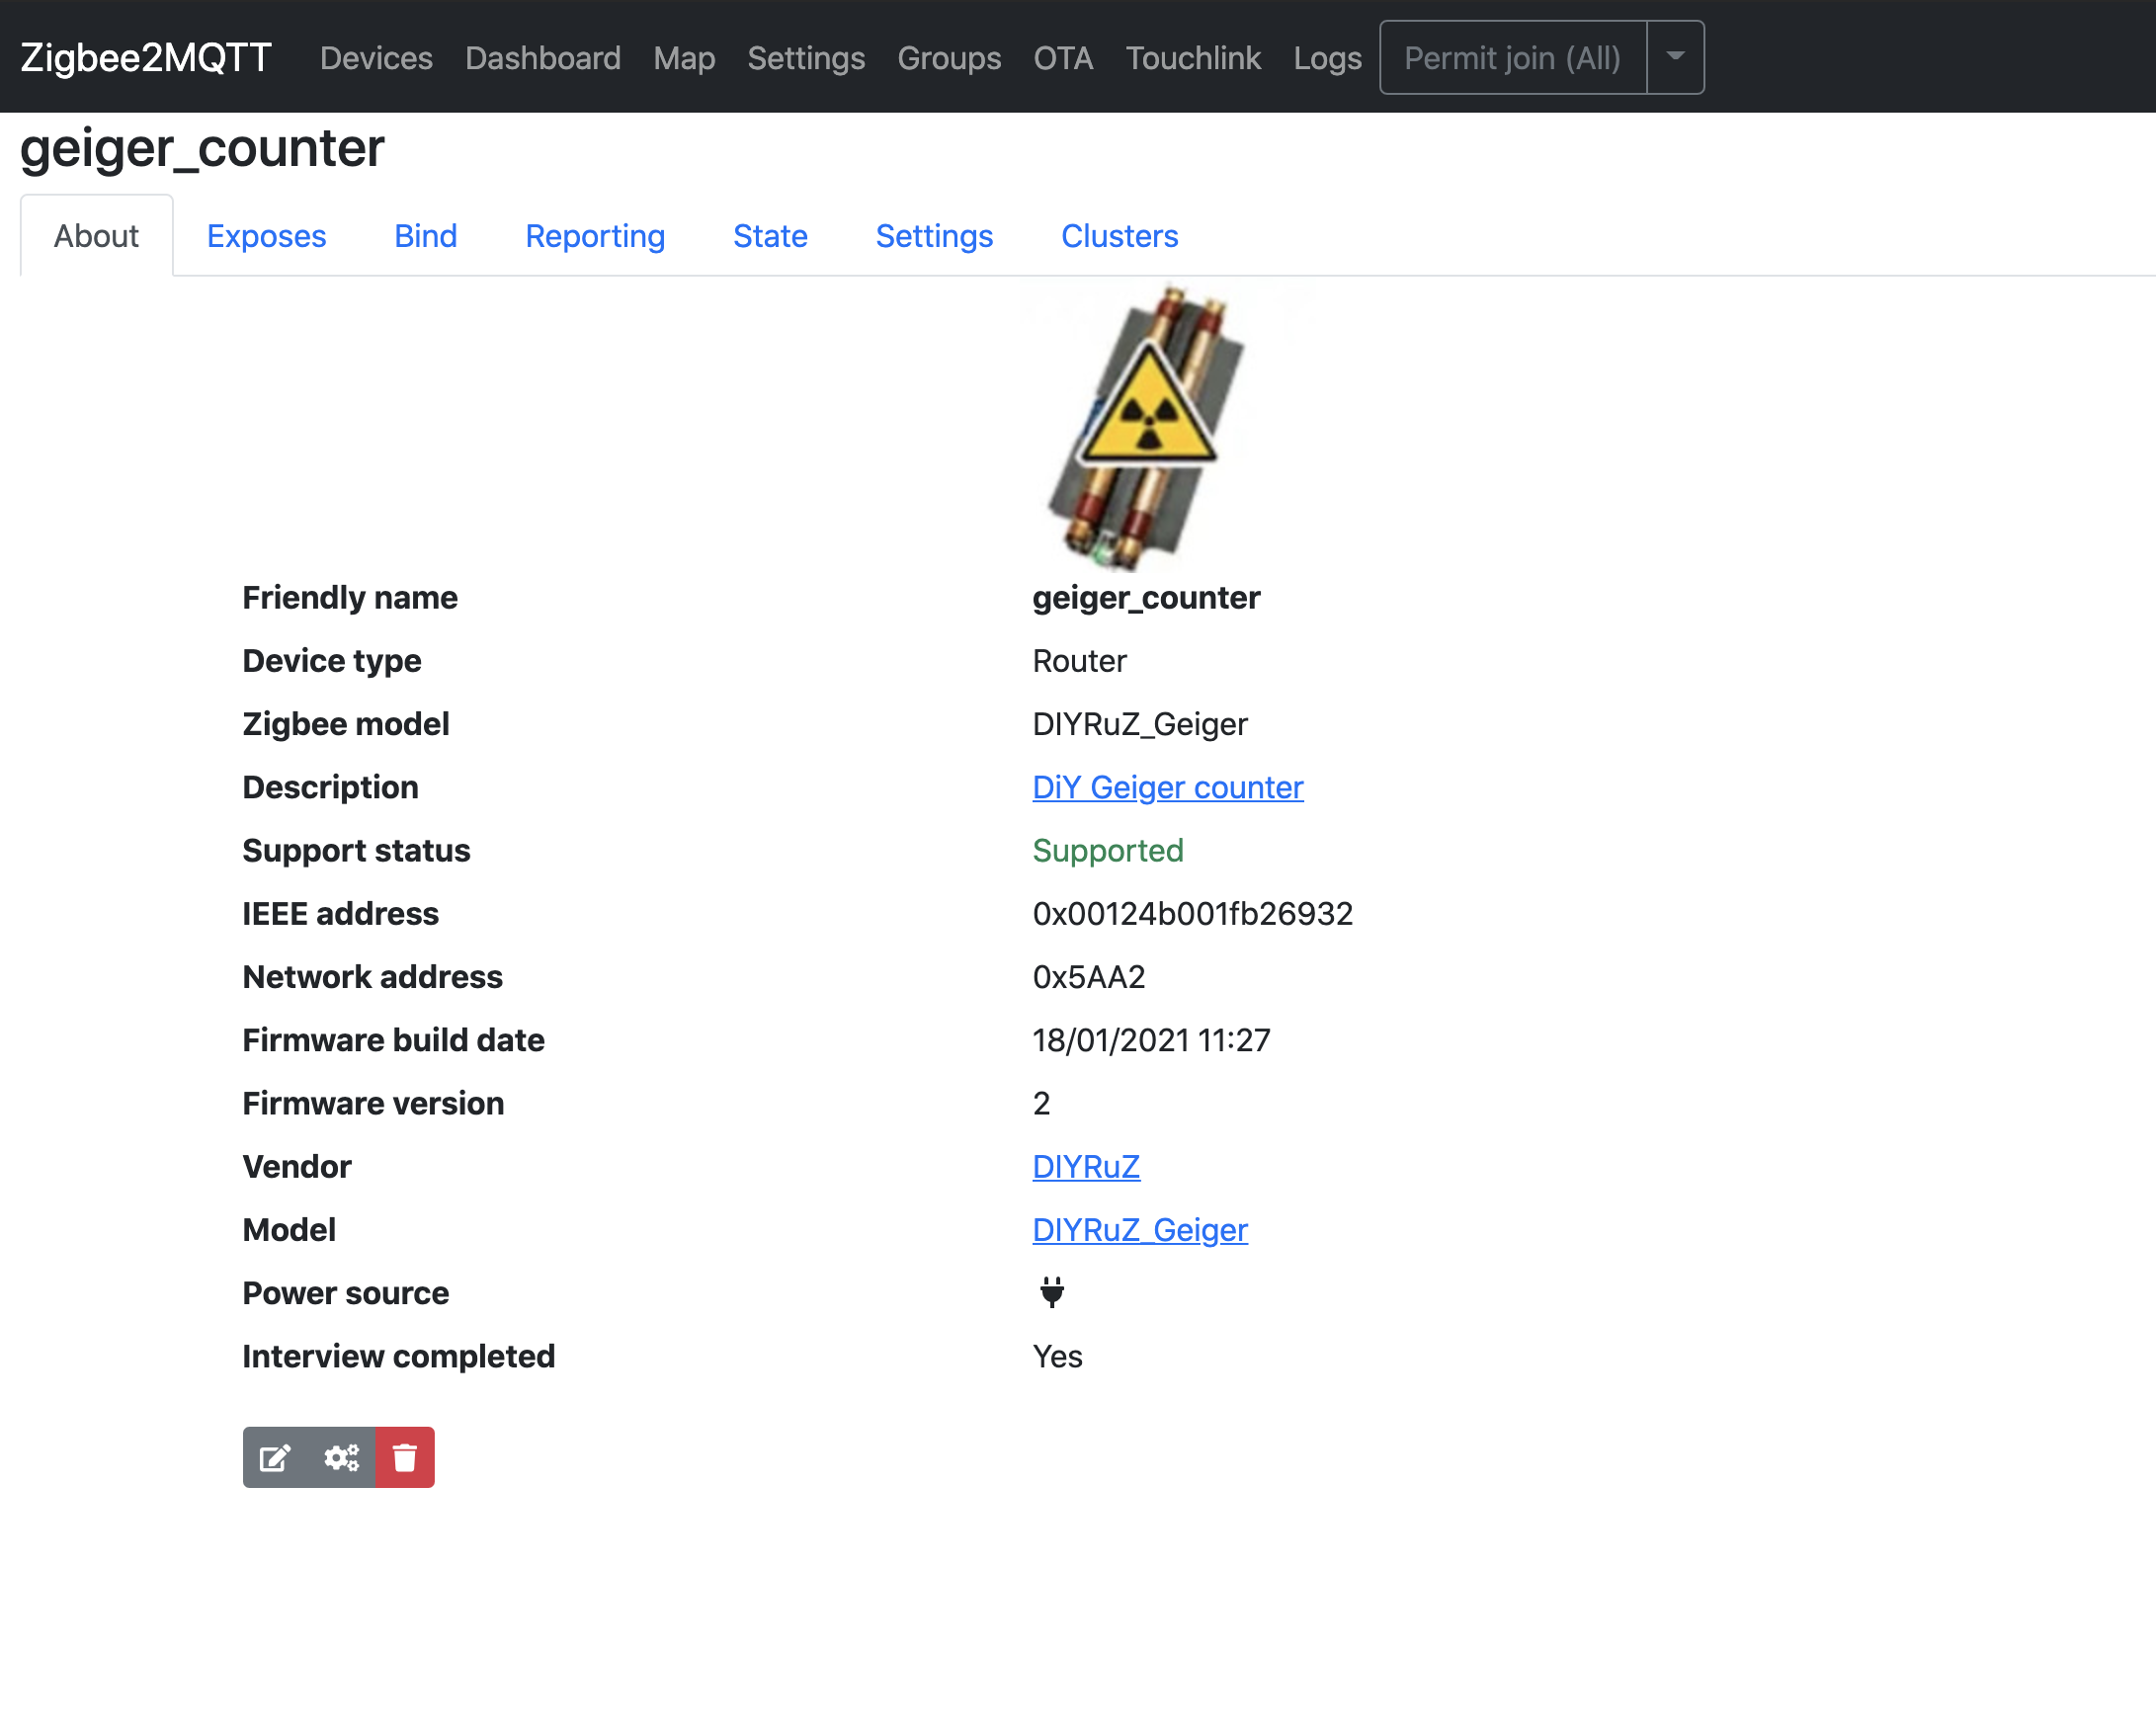 Zigbee2MQTT Devices Dashboard Map Settings Groups OTA Touchlink Logs Permit join (All)
geiger_counter
About Exposes Bind Reporting State Settings Clusters
Friendly name geiger_counter
Device type Router
Zigbee model DIYRuZ_Geiger
Description DiY Geiger counter
Support status Supported
IEEE address 0x00124b001fb26932
Network address 0x5AA2
Firmware build date 18/01/2021 11:27
Firmware version 2
Vendor DIYRuZ
Model DIYRuZ_Geiger
Power source
Interview completed Yes